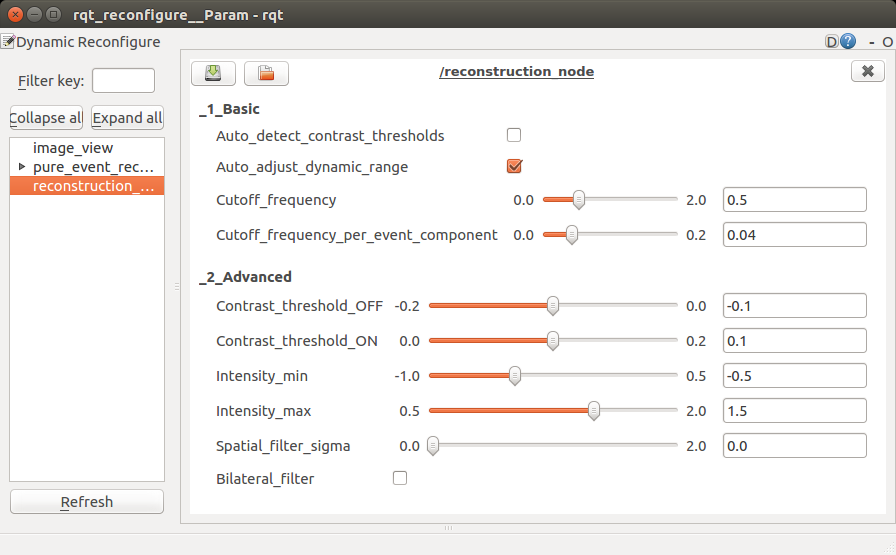 rqt_reconfigure__Param - rqt
Dynamic Reconfigure
D ? - O
Filter key:
Collapse all Expand all
image_view
pure_event_rec...
reconstruction_...
Refresh
/reconstruction_node
_1_Basic
Auto_detect_contrast_thresholds
Auto_adjust_dynamic_range
Cutoff_frequency 0.0 2.0 0.5
Cutoff_frequency_per_event_component 0.0 0.2 0.04
_2_Advanced
Contrast_threshold_OFF -0.2 0.0 -0.1
Contrast_threshold_ON 0.0 0.2 0.1
Intensity_min -1.0 0.5 -0.5
Intensity_max 0.5 2.0 1.5
Spatial_filter_sigma 0.0 2.0 0.0
Bilateral_filter